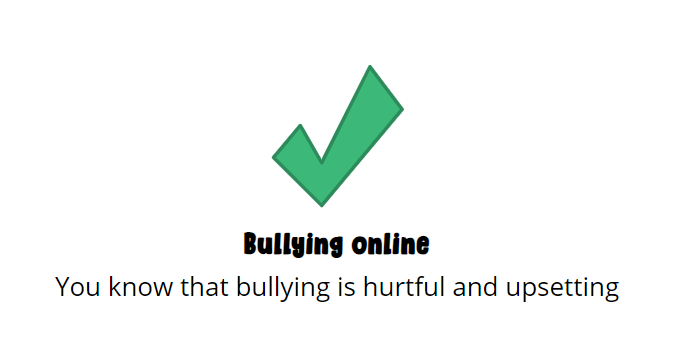 Bullying online
You know that bullying is hurtful and upsetting